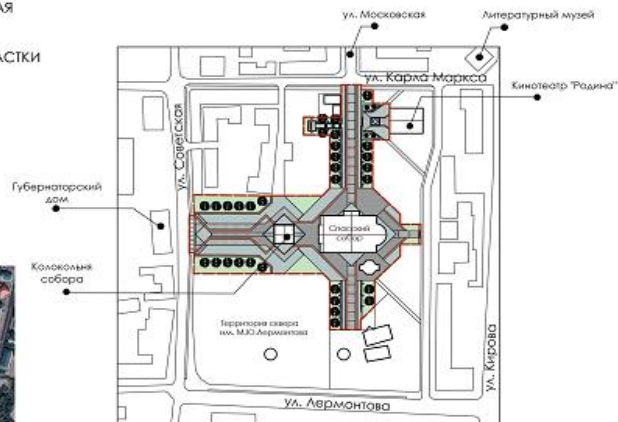 АЯ
АСТКИ
ул. Московская
Литературный музей
ул. Карла Маркса
Кинотеатр "Родина"
ул. Советская
Губернаторский
дом
Спасский
собор
Колокольня
собора
Территория сквера
им. М.Ю.Лермонтова
ул. Кирова
ул. Лермонтова